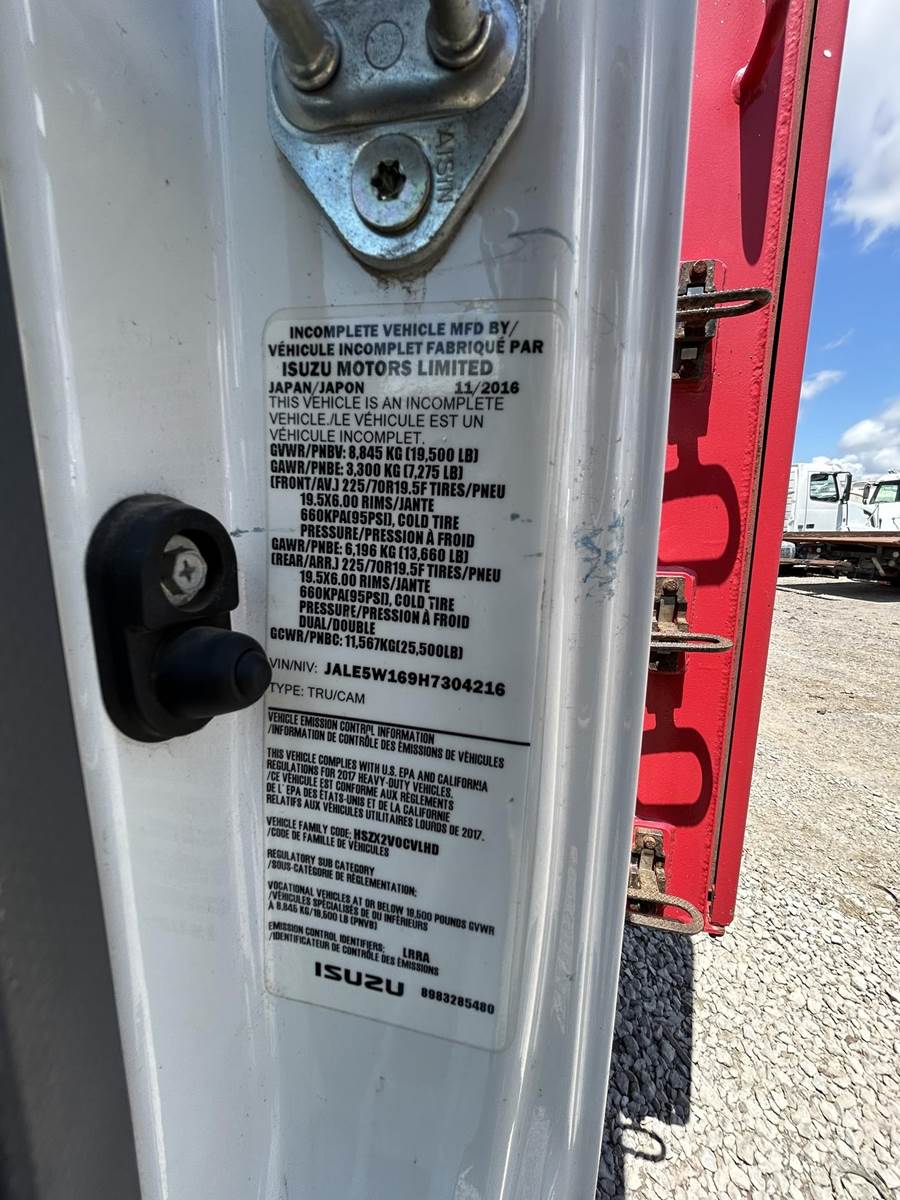 AISIN
INCOMPLETE VEHICLE MFD BY/
VÉHICULE INCOMPLET FABRIQUÉ PAR
ISUZU MOTORS LIMITED
JAPAN/JAPON 11/2016
THIS VEHICLE IS AN INCOMPLETE
VEHICLE./LE VÉHICULE EST UN
VÉHICULE INCOMPLET.
GVWR/PNBV: 8,845 KG (19,500 LB)
GAWR/PNBE: 3,300 KG (7,275 LB)
(FRONT/AV.) 225/70R19.5F TIRES/PNEU
19.5X6.00 RIMS/JANTE
660KPA(95PSI), COLD TIRE
PRESSURE/PRESSION À FROID
GAWR/PNBE: 6,196 KG (13,660 LB)
(REAR/ARR.) 225/70R19.5F TIRES/PNEU
19.5X6.00 RIMS/JANTE
660KPA(95PSI), COLD TIRE
PRESSURE/PRESSION À FROID
DUAL/DOUBLE
GCWR/PNBC: 11,567KG(25,500LB)
VIN/NIV: JALE5W169H7304216
TYPE: TRU/CAM
VEHICLE EMISSION CONTROL INFORMATION
/INFORMATION DE CONTRÔLE DES ÉMISSIONS DE VÉHICULES
THIS VEHICLE COMPLIES WITH U.S. EPA AND CALIFORNIA
REGULATIONS FOR 2017 HEAVY-DUTY VEHICLES.
/CE VÉHICULE EST CONFORME AUX RÈGLEMENTS
DE L' EPA DES ÉTATS-UNIS ET DE LA CALIFORNIE
RELATIFS AUX VÉHICULES UTILITAIRES LOURDS DE 2017.
VEHICLE FAMILY CODE: HSZX2VOCVLHD
/CODE DE FAMILLE DE VÉHICULES
REGULATORY SUB CATEGORY
/SOUS-CATÉGORIE DE RÉGLEMENTATION:
VOCATIONAL VEHICLES AT OR BELOW 19,500 POUNDS GVWR
/VÉHICULES SPÉCIALISÉS DE OU INFÉRIEURS
À 8,845 KG/19,500 LB (PNVB)
EMISSION CONTROL IDENTIFIERS: LRRA
/IDENTIFICATEUR DE CONTRÔLE DES ÉMISSIONS
ISUZU 8983285480